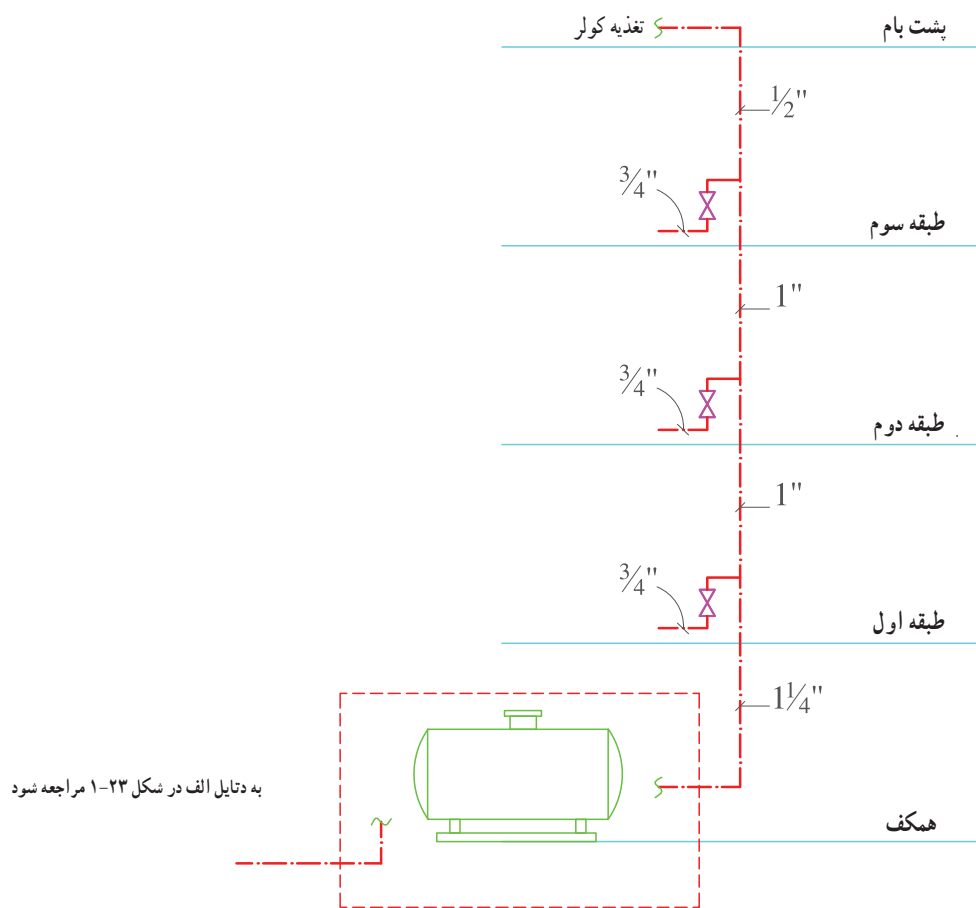 پشت بام
تغذیه کولر
1/2"
3/4"
طبقه سوم
1"
3/4"
طبقه دوم
1"
3/4"
طبقه اول
1 1/4"
به دتایل الف در شکل ۲۳-۱ مراجعه شود
همکف